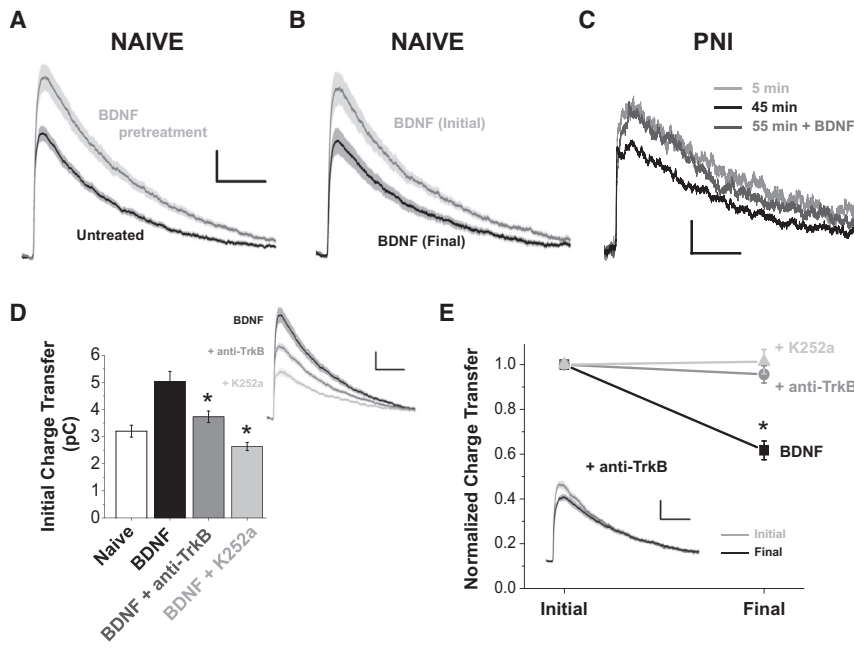 A
NAIVE
BDNF
pretreatment
Untreated
B
NAIVE
BDNF (Initial)
BDNF (Final)
C
PNI
5 min
45 min
55 min + BDNF
D
Initial Charge Transfer
(pC)
6
5
4
3
2
1
0
*
*
Naive
BDNF
BDNF + anti-TrkB
BDNF + K252a
BDNF
+ anti-TrkB
+ K252a
E
Normalized Charge Transfer
1.0
0.8
0.6
0.4
0.2
0.0
+ K252a
+ anti-TrkB
*
BDNF
+ anti-TrkB
Initial
Final
Initial
Final